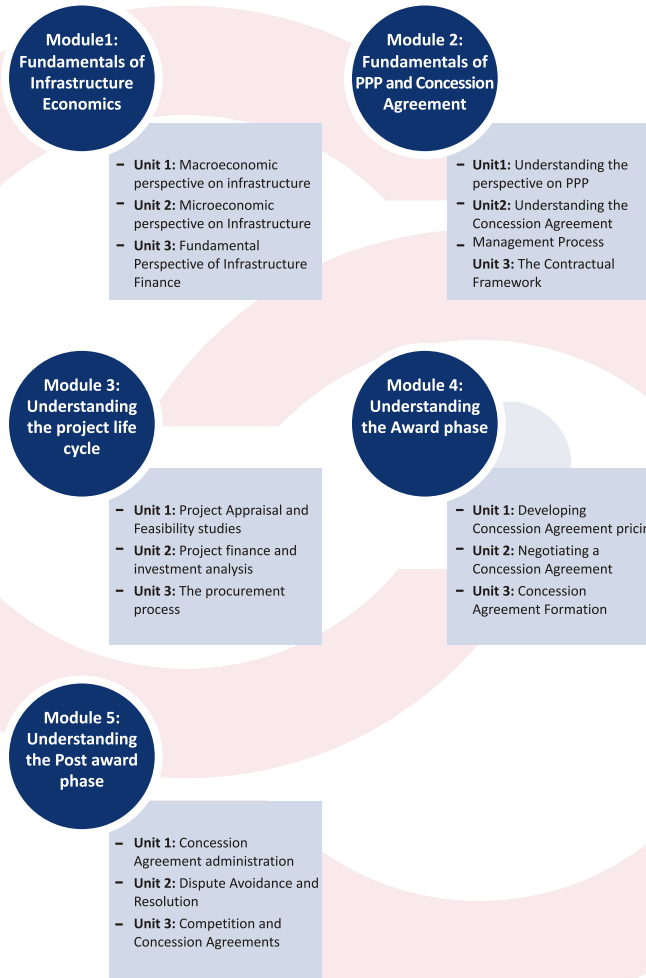 Module1:
Fundamentals of
Infrastructure
Economics
– Unit 1: Macroeconomic
perspective on infrastructure
– Unit 2: Microeconomic
perspective on Infrastructure
– Unit 3: Fundamental
Perspective of Infrastructure
Finance
Module 2:
Fundamentals of
PPP and Concession
Agreement
– Unit1: Understanding the
perspective on PPP
– Unit2: Understanding the
Concession Agreement
– Management Process
Unit 3: The Contractual
Framework
Module 3:
Understanding
the project life
cycle
– Unit 1: Project Appraisal and
Feasibility studies
– Unit 2: Project finance and
investment analysis
– Unit 3: The procurement
process
Module 4:
Understanding
the Award phase
– Unit 1: Developing
Concession Agreement
– Unit 2: Negotiating a
Concession Agreement
– Unit 3: Concession
Agreement Formation
Module 5:
Understanding
the Post award
phase
– Unit 1: Concession
Agreement administration
– Unit 2: Dispute Avoidance and
Resolution
– Unit 3: Competition and
Concession Agreements